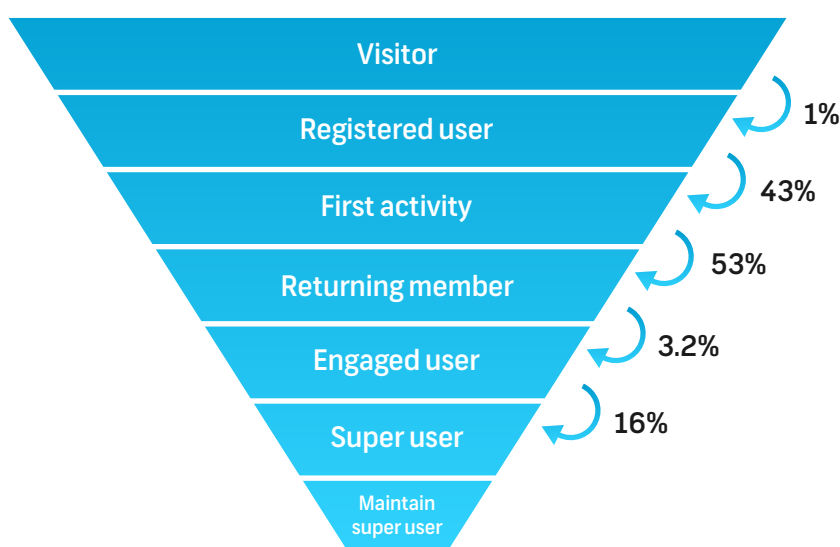 Visitor
1%
Registered user
43%
First activity
53%
Returning member
3.2%
Engaged user
16%
Super user
Maintain
super user